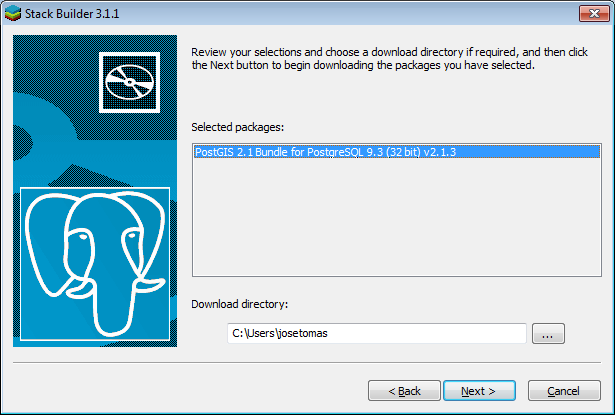 Stack Builder 3.1.1
Review your selections and choose a download directory if required, and then click
the Next button to begin downloading the packages you have selected.
Selected packages:
PostGIS 2.1 Bundle for PostgreSQL 9.3 (32 bit) v2.1.3
Download directory:
C:\Users\josetomas
...
< Back
Next >
Cancel